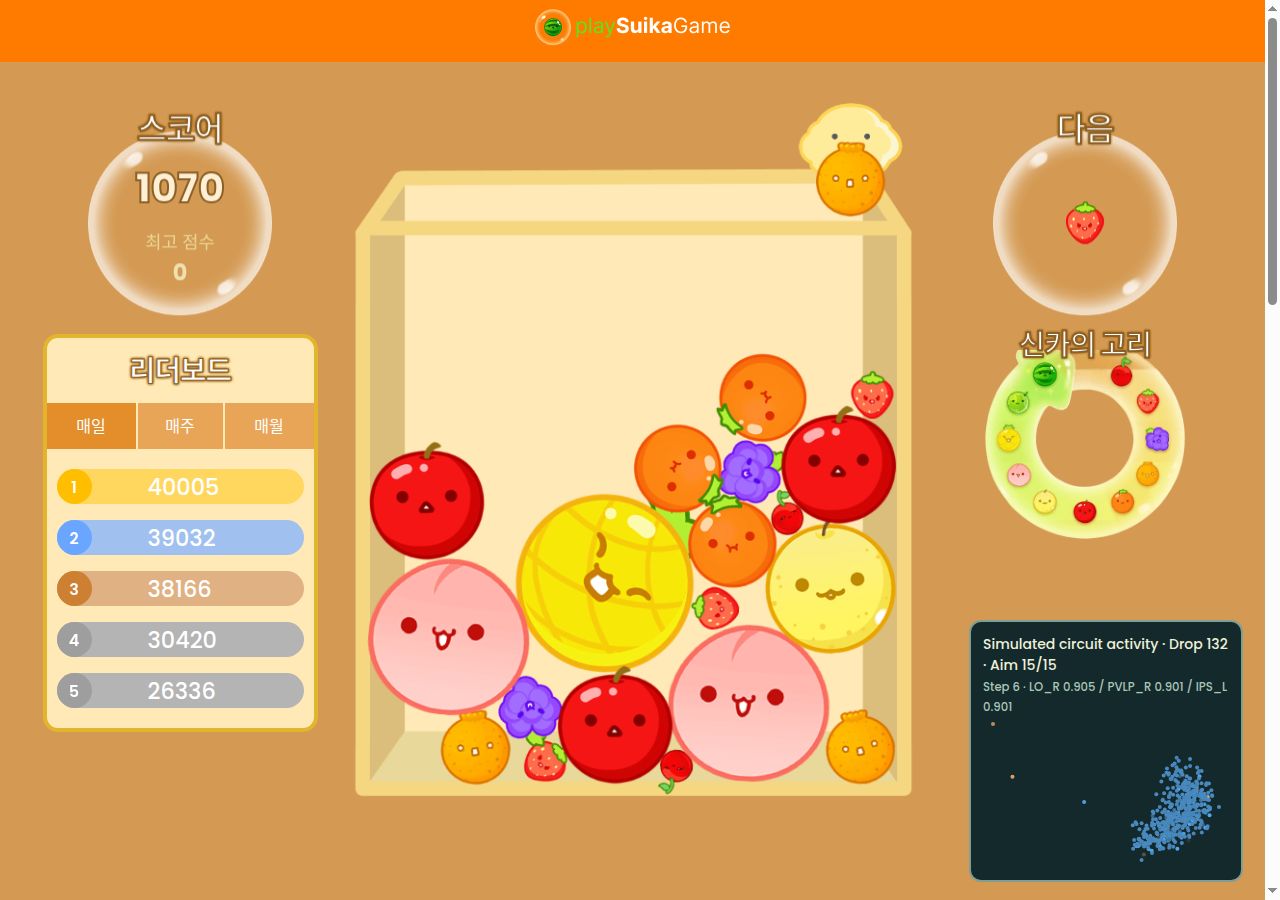 playSuikaGame
스코어
1070
최고 점수
0
다음
리더보드
매일
매주
매월
1 40005
2 39032
3 38166
4 30420
5 26336
신카의 고리
Simulated circuit activity · Drop 132
· Aim 15/15
Step 6 · LO_R 0.905 / PVLP_R 0.901 / IPS_L
0.901